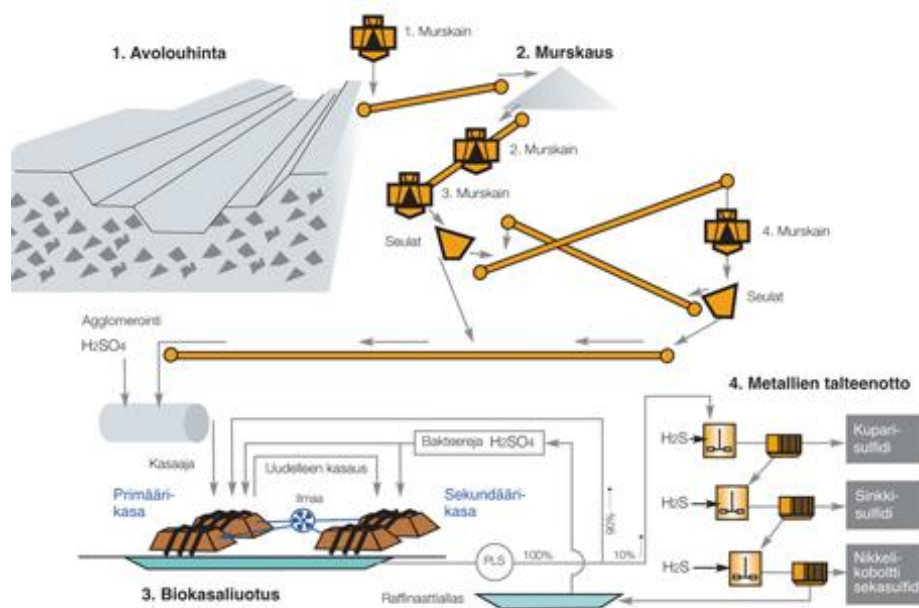 1. Avolouhinta
1. Murskain
2. Murskaus
2. Murskain
3. Murskain
Seulat
4. Murskain
Seulat
Agglomerointi
H2SO4
Kasaaja
4. Metallien talteenotto
Bakteereja H2SO4
Uudelleen kasaus
Ilmaa
Primääri-
kasa
Sekundääri-
kasa
H2S
Kupari-
sulfidi
H2S
Sinkki-
sulfidi
90%
PLS
100%
10%
H2S
Nikkeli-
koboltti
sekasulfidi
3. Biokasaliuotus
Raffinaattiallas